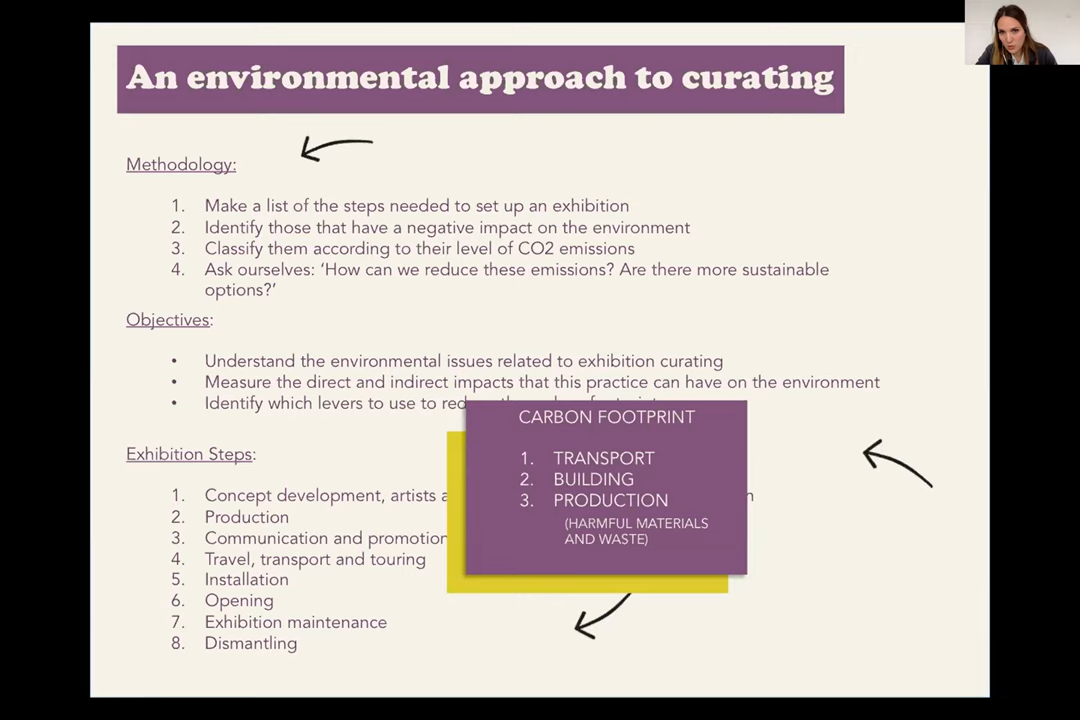 An environmental approach to curating
Methodology:
1. Make a list of the steps needed to set up an exhibition
2. Identify those that have a negative impact on the environment
3. Classify them according to their level of CO2 emissions
4. Ask ourselves: ‘How can we reduce these emissions? Are there more sustainable
options?’
Objectives:
• Understand the environmental issues related to exhibition curating
• Measure the direct and indirect impacts that this practice can have on the environment
• Identify which levers to use to
Exhibition Steps:
1. Concept development, artists
2. Production
3. Communication and promotion
4. Travel, transport and touring
5. Installation
6. Opening
7. Exhibition maintenance
8. Dismantling
CARBON FOOTPRINT
1. TRANSPORT
2. BUILDING
3. PRODUCTION
(HARMFUL MATERIALS
AND WASTE)